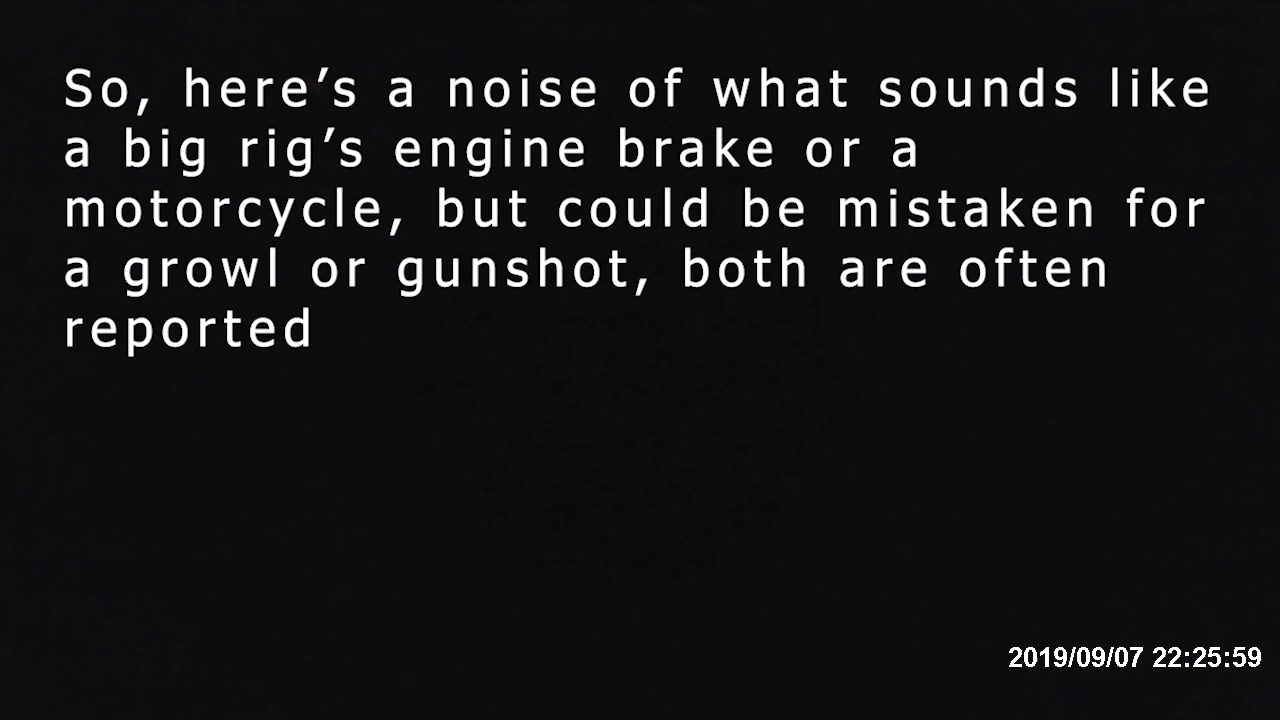 So, here’s a noise of what sounds like
a big rig’s engine brake or a
motorcycle, but could be mistaken for
a growl or gunshot, both are often
reported
2019/09/07 22:25:59